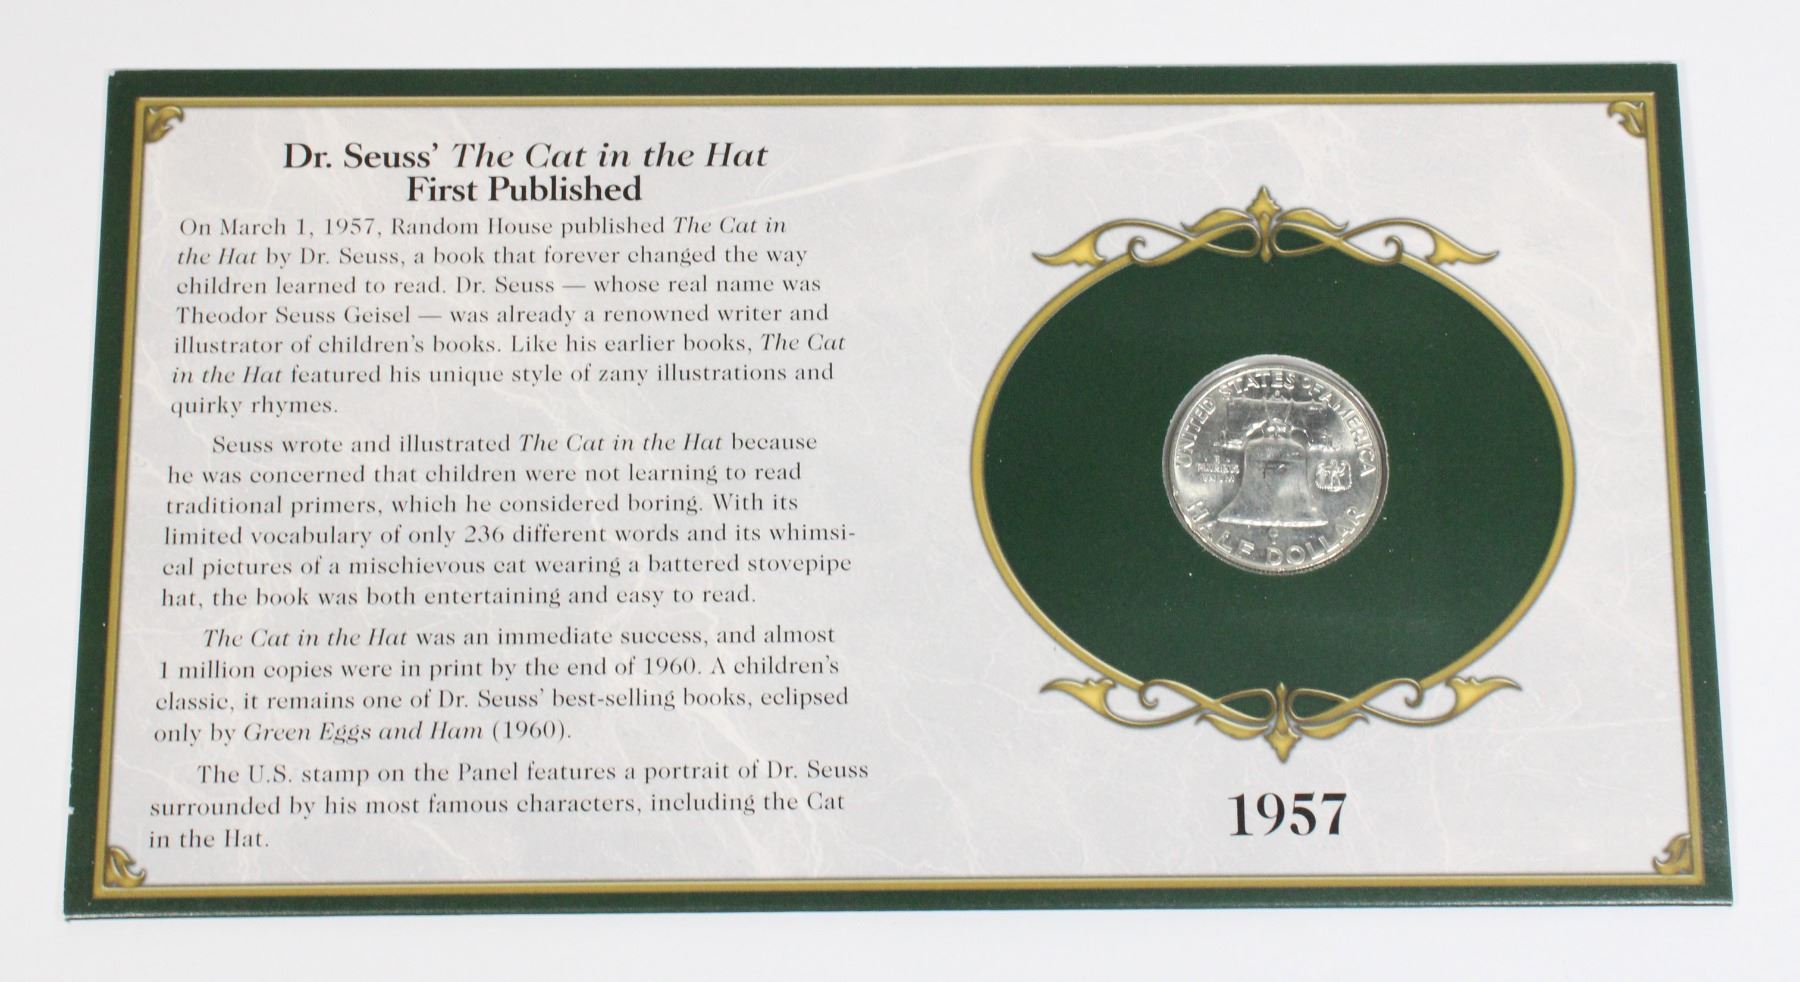 Dr. Seuss' The Cat in the Hat
First Published
On March 1, 1957, Random House published The Cat in
the Hat by Dr. Seuss, a book that forever changed the way
children learned to read. Dr. Seuss — whose real name was
Theodor Seuss Geisel — was already a renowned writer and
illustrator of children's books. Like his earlier books, The Cat
in the Hat featured his unique style of zany illustrations and
quirky rhymes.
Seuss wrote and illustrated The Cat in the Hat because
he was concerned that children were not learning to read
traditional primers, which he considered boring. With its
limited vocabulary of only 236 different words and its whimsi-
cal pictures of a mischievous cat wearing a battered stovepipe
hat, the book was both entertaining and easy to read.
The Cat in the Hat was an immediate success, and almost
1 million copies were in print by the end of 1960. A children's
classic, it remains one of Dr. Seuss' best-selling books, eclipsed
only by Green Eggs and Ham (1960).
The U.S. stamp on the Panel features a portrait of Dr. Seuss
surrounded by his most famous characters, including the Cat
in the Hat.
UNITED STATES OF AMERICA
E
PLURIBUS
UNUM
HALF DOLLAR
1957